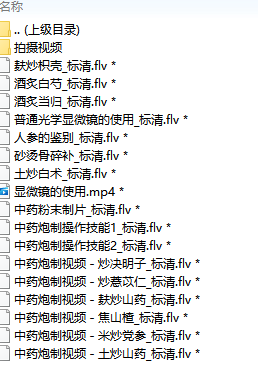 名称
.. (上级目录)
拍摄视频
麸炒枳壳_标清.flv *
酒炙白芍_标清.flv *
酒炙当归_标清.flv *
普通光学显微镜的使用_标清.flv *
人参的鉴别_标清.flv *
砂烫骨碎补_标清.flv *
土炒白术_标清.flv *
显微镜的使用.mp4 *
中药粉末制片_标清.flv *
中药炮制操作技能1_标清.flv *
中药炮制操作技能2_标清.flv *
中药炮制视频 - 炒决明子_标清.flv *
中药炮制视频 - 炒薏苡仁_标清.flv *
中药炮制视频 - 麸炒山药_标清.flv *
中药炮制视频 - 焦山楂_标清.flv *
中药炮制视频 - 米炒党参_标清.flv *
中药炮制视频 - 土炒山药_标清.flv *